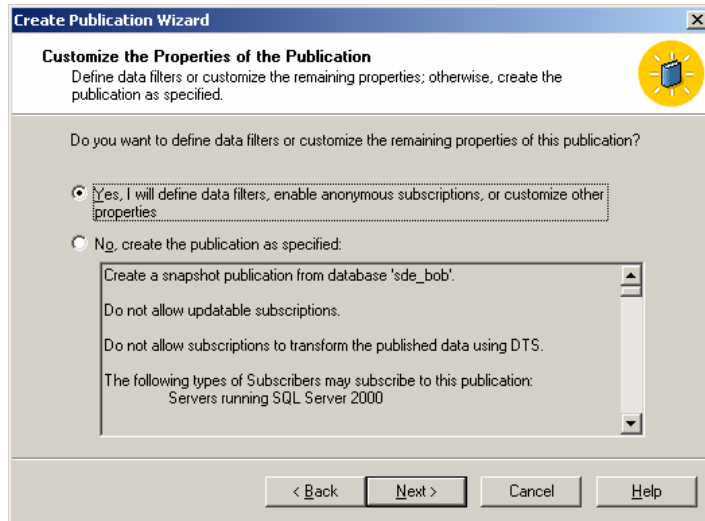 Create Publication Wizard
Customize the Properties of the Publication
Define data filters or customize the remaining properties; otherwise, create the
publication as specified.
Do you want to define data filters or customize the remaining properties of this publication?
Yes, I will define data filters, enable anonymous subscriptions, or customize other
properties
No, create the publication as specified:
Create a snapshot publication from database 'sde_bob'.
Do not allow updatable subscriptions.
Do not allow subscriptions to transform the published data using DTS.
The following types of Subscribers may subscribe to this publication:
Servers running SQL Server 2000
< Back Next > Cancel Help